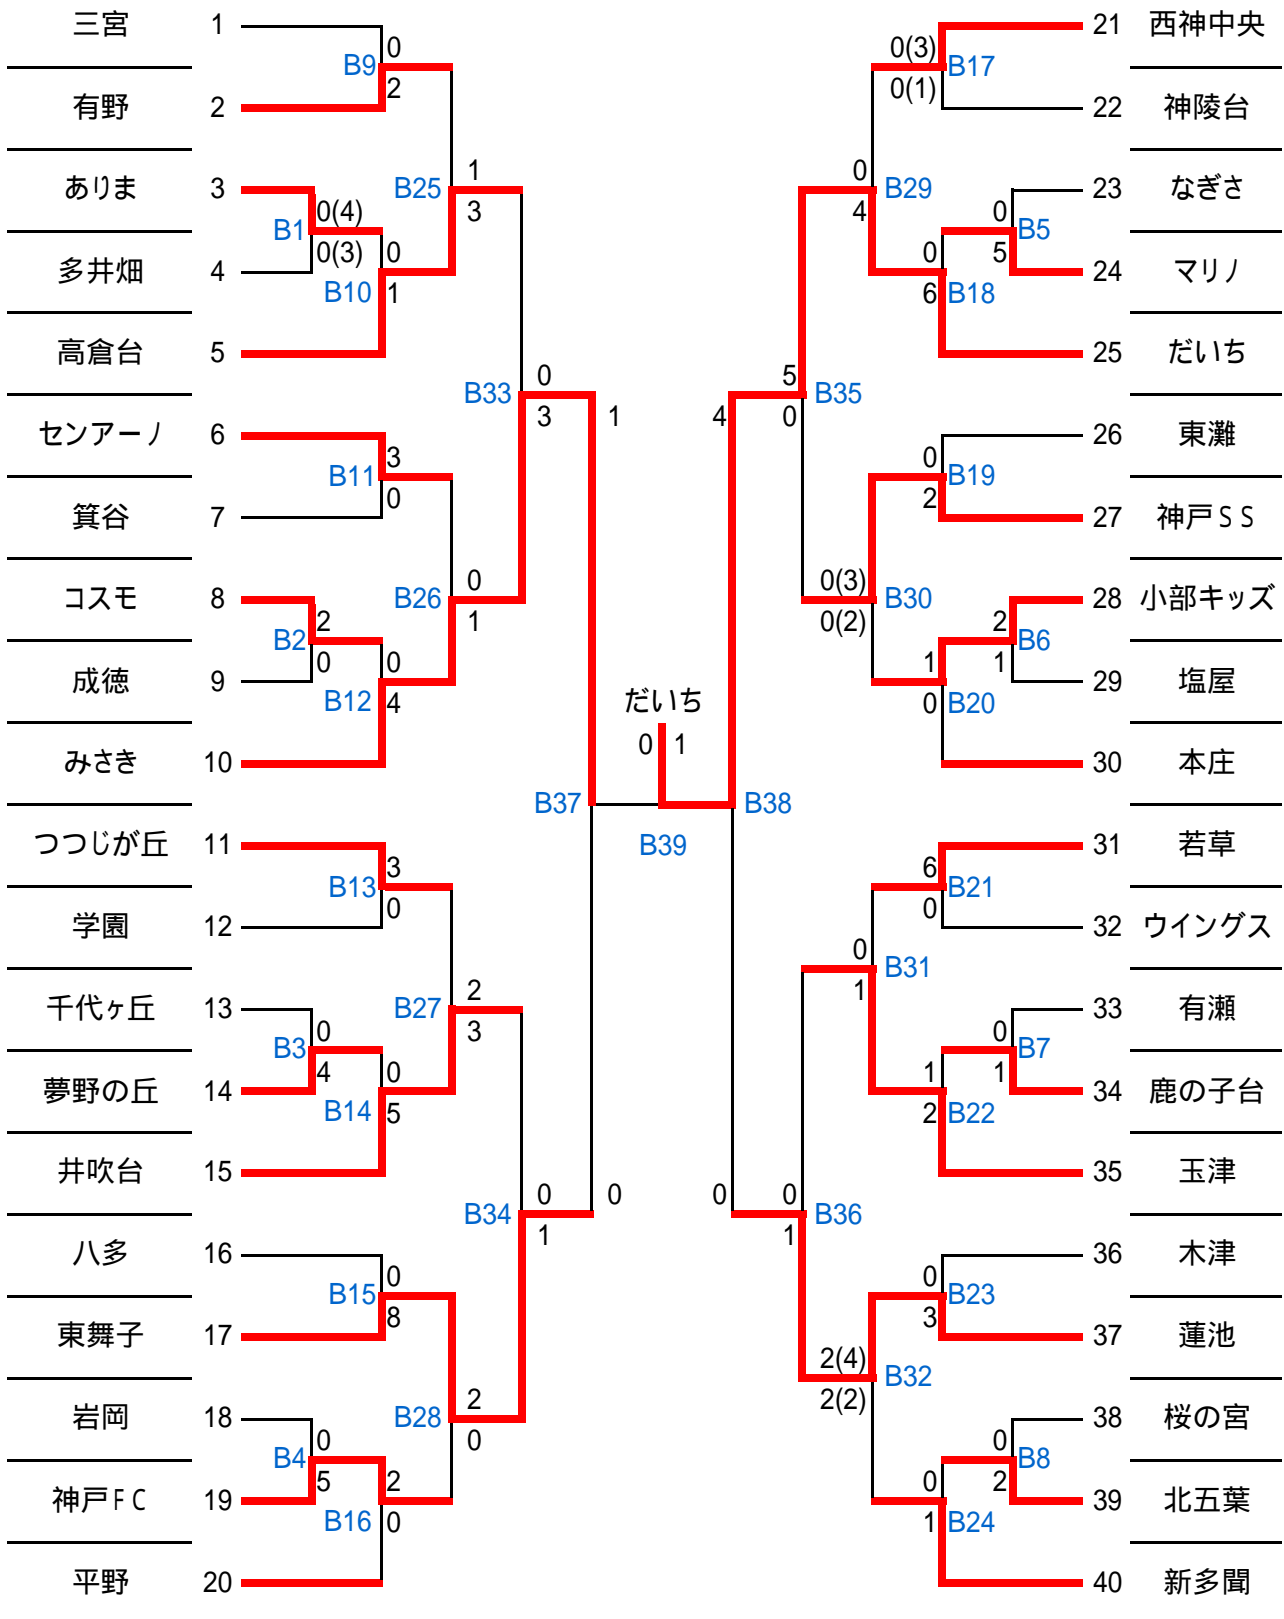 三宮 1
有野 2
ありま 3
多井畑 4
高倉台 5
センアーノ 6
箕谷 7
コスモ 8
成徳 9
みさき 10
つつじが丘 11
学園 12
千代ヶ丘 13
夢野の丘 14
井吹台 15
八多 16
東舞子 17
岩岡 18
神戸FC 19
平野 20
B1 0(4) 0(3)
B2 2 0
B3 0 4
B4 0 5
B9 0 2
B10 0 1
B11 3 0
B12 0 4
B13 3 0
B14 0 5
B15 0 8
B16 2 0
B25 1 3
B26 0 1
B27 2 3
B28 2 0
B33 0 3
B34 0 1
B37 1 0
だいち
0 1
B39
B38 4 0
B35 5 0
B36 0 1
B29 0 4
B30 0(3) 0(2)
B31 0 1
B32 2(4) 2(2)
B17 0(3) 0(1)
B18 0 6
B19 0 2
B20 1 0
B21 6 0
B22 1 2
B23 0 3
B24 0 1
B5 0 5
B6 2 1
B7 0 1
B8 0 2
21 西神中央
22 神陵台
23 なぎさ
24 マリノ
25 だいち
26 東灘
27 神戸SS
28 小部キッズ
29 塩屋
30 本庄
31 若草
32 ウイングス
33 有瀬
34 鹿の子台
35 玉津
36 木津
37 蓮池
38 桜の宮
39 北五葉
40 新多聞